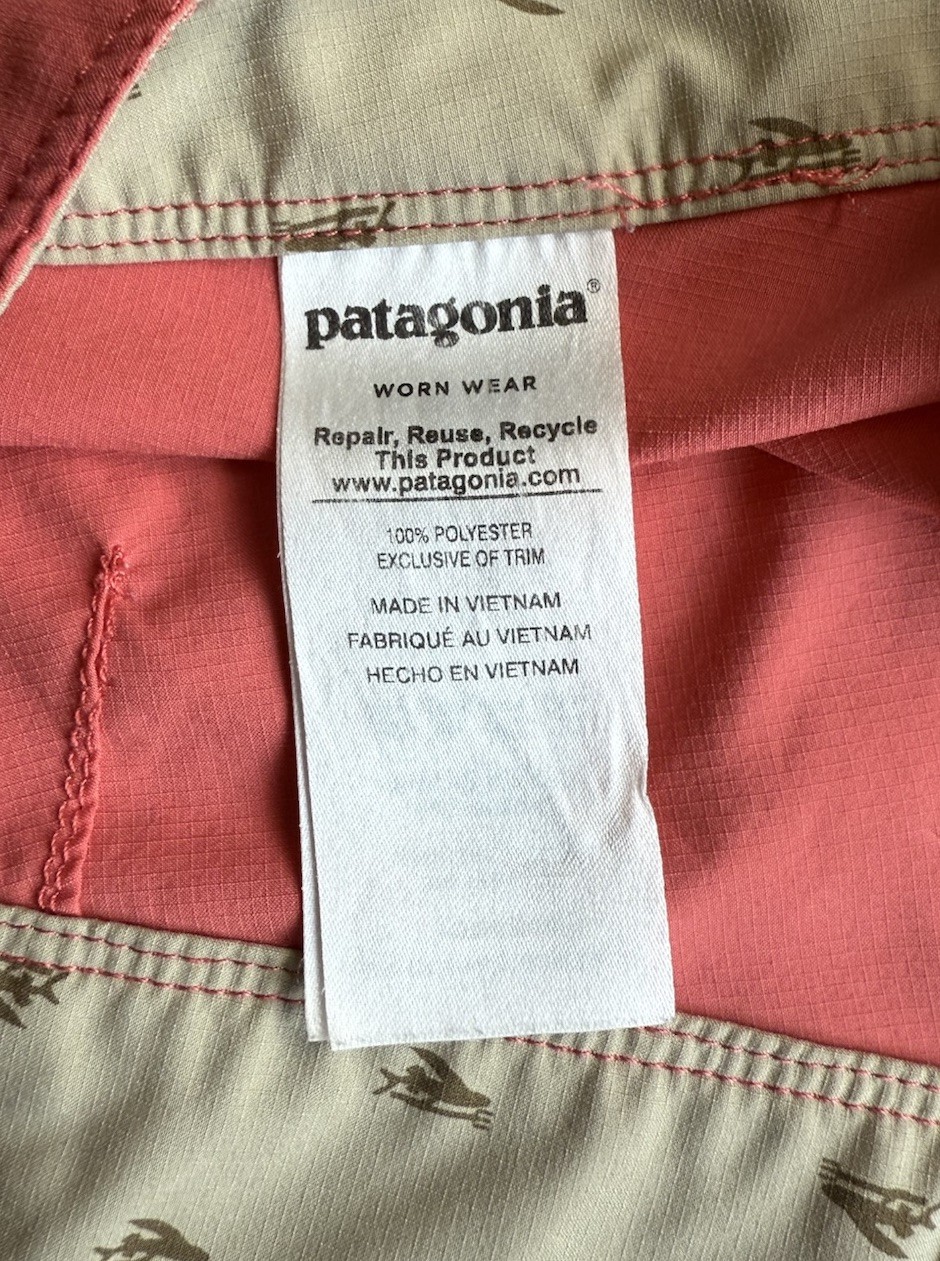 patagonia®
WORN WEAR
Repair, Reuse, Recycle
This Product
www.patagonia.com
100% POLYESTER
EXCLUSIVE OF TRIM
MADE IN VIETNAM
FABRIQUÉ AU VIETNAM
HECHO EN VIETNAM